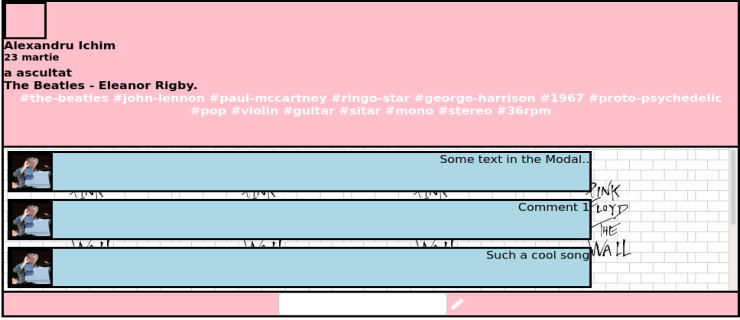 Alexandru Ichim
23 martie
a ascultat
The Beatles - Eleanor Rigby.
#the-beatles #john-lennon #paul-mccartney #ringo-star #george-harrison #1967 #proto-psychedelic
#pop #violin #guitar #sitar #mono #stereo #36rpm
Some text in the Modal..
PINK
Comment 1
FLOYD
THE
Such a cool song
WALL